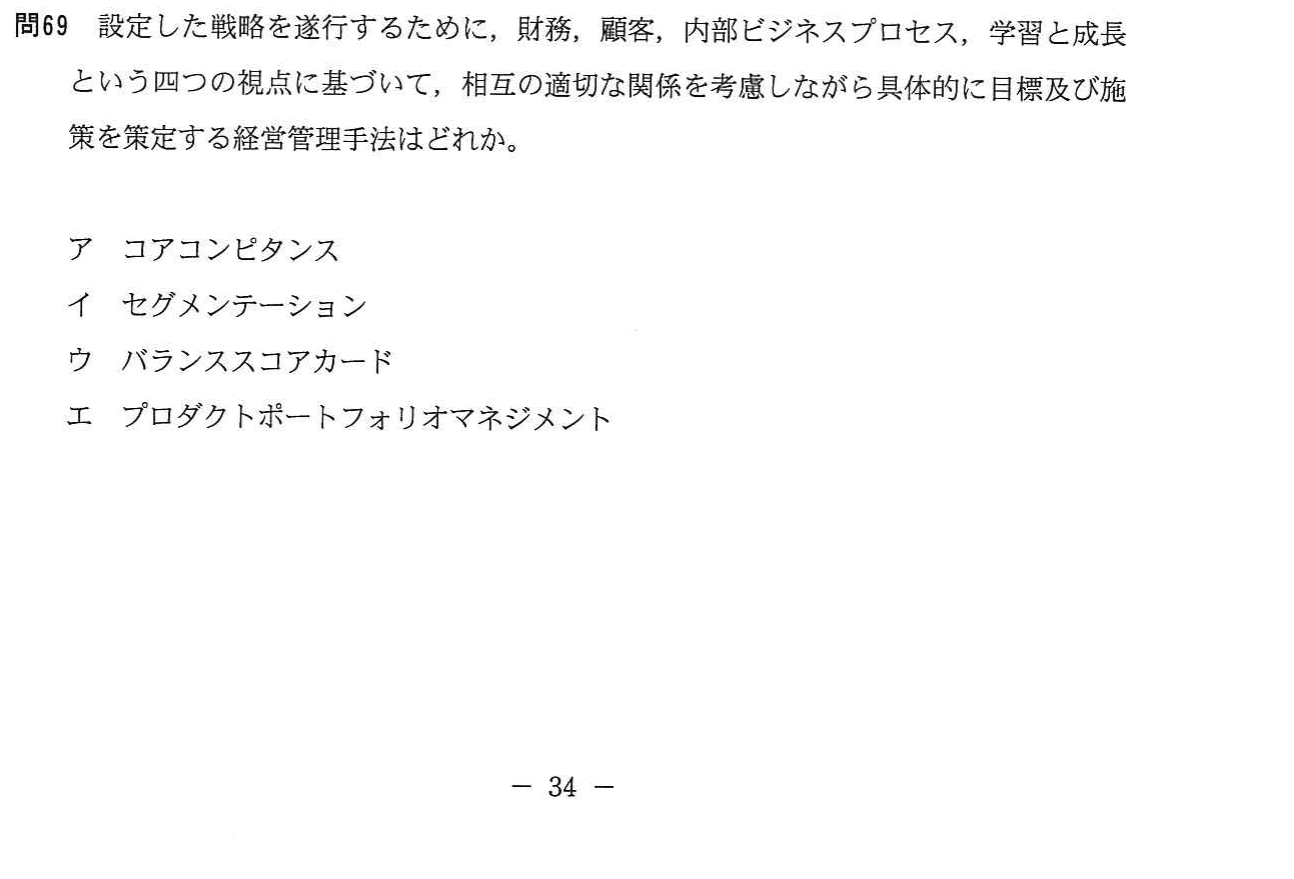 問69 設定した戦略を遂行するために，財務，顧客，内部ビジネスプロセス，学習と成長
という四つの視点に基づいて，相互の適切な関係を考慮しながら具体的に目標及び施
策を策定する経営管理手法はどれか。
ア コアコンピタンス
イ セグメンテーション
ウ バランススコアカード
エ プロダクトポートフォリオマネジメント
－ 34 －